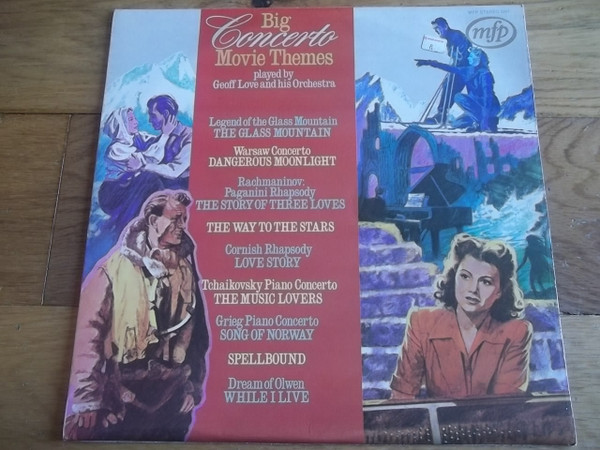 Big
Concerto
Movie Themes
played by
Geoff Love and his Orchestra
mfp
Legend of the Glass Mountain
THE GLASS MOUNTAIN
Warsaw Concerto
DANGEROUS MOONLIGHT
Rachmaninov:
Paganini Rhapsody
THE STORY OF THREE LOVES
THE WAY TO THE STARS
Cornish Rhapsody
LOVE STORY
Tchaikovsky Piano Concerto
THE MUSIC LOVERS
Grieg Piano Concerto
SONG OF NORWAY
SPELLBOUND
Dream of Olwen
WHILE I LIVE